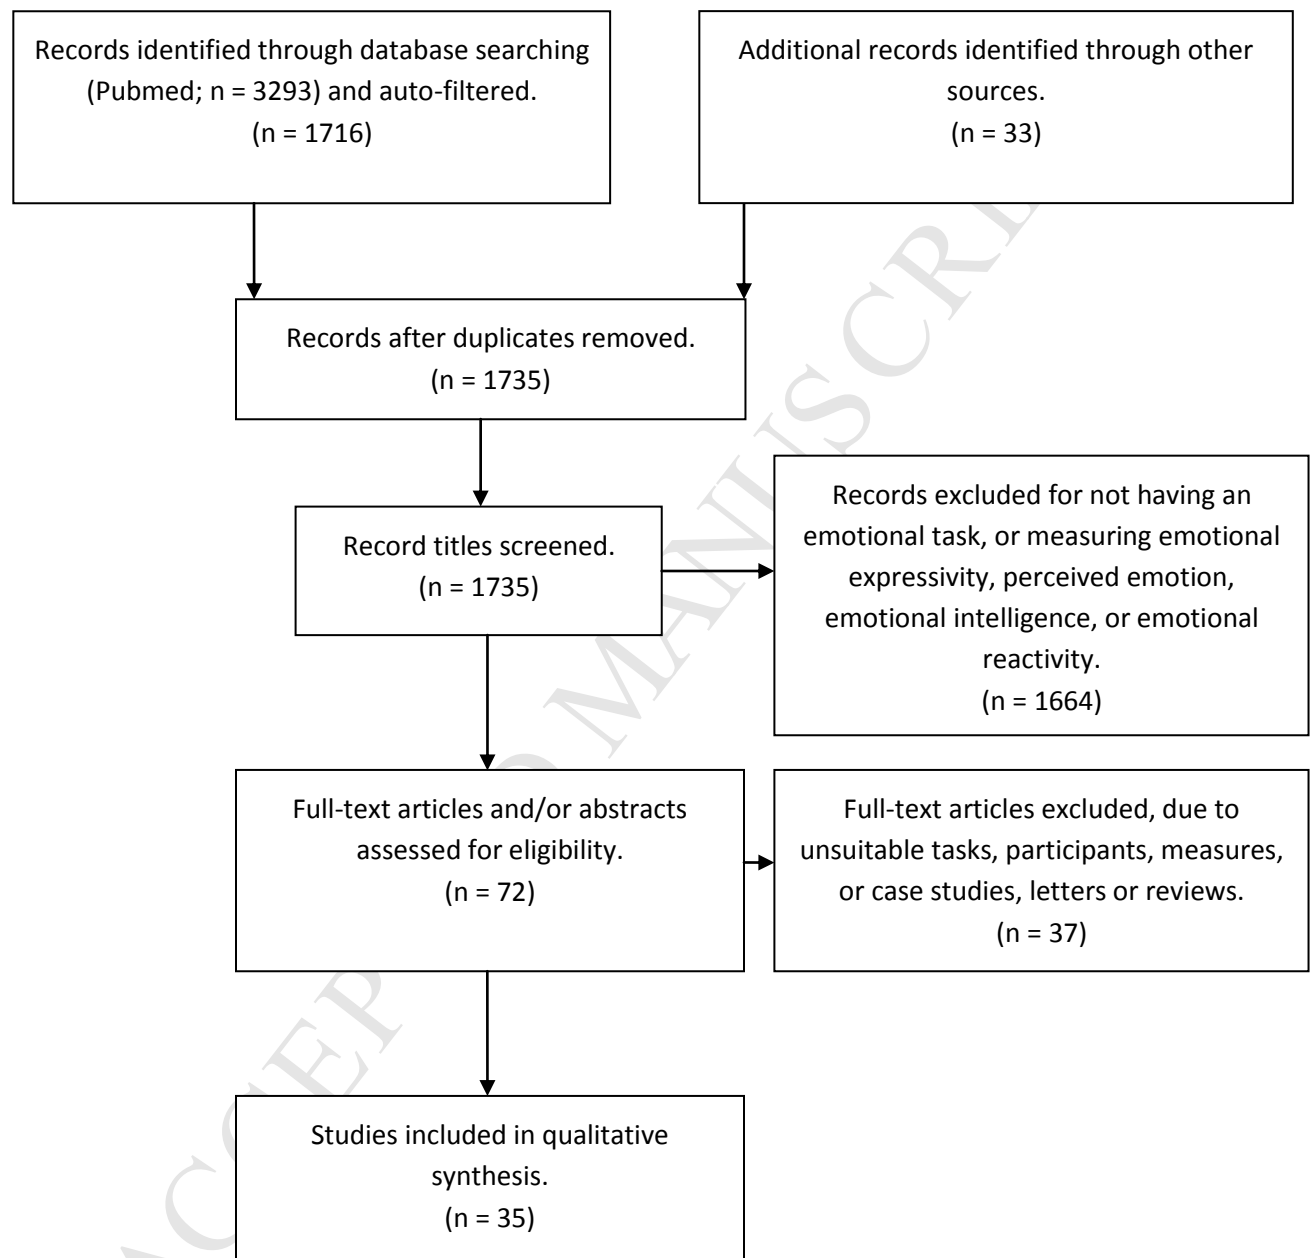 Records identified through database searching
(Pubmed; n = 3293) and auto-filtered.
(n = 1716)
Additional records identified through other
sources.
(n = 33)
Records after duplicates removed.
(n = 1735)
Record titles screened.
(n = 1735)
Records excluded for not having an
emotional task, or measuring emotional
expressivity, perceived emotion,
emotional intelligence, or emotional
reactivity.
(n = 1664)
Full-text articles and/or abstracts
assessed for eligibility.
(n = 72)
Full-text articles excluded, due to
unsuitable tasks, participants, measures,
or case studies, letters or reviews.
(n = 37)
Studies included in qualitative
synthesis.
(n = 35)